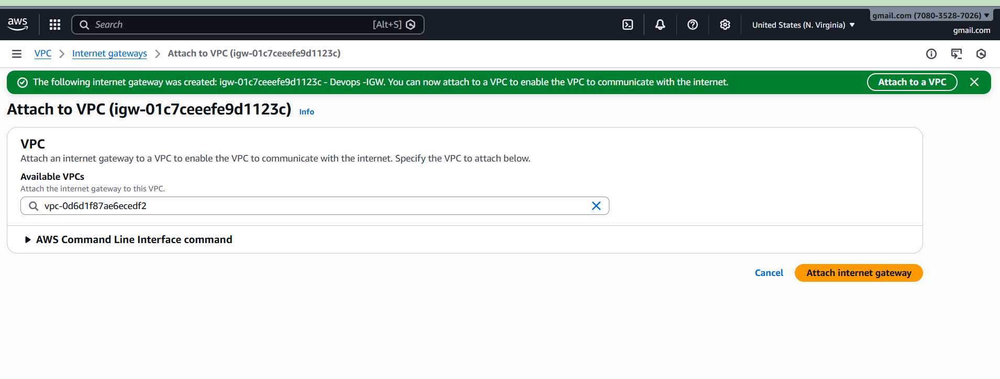 aws Search [Alt+S] United States (N. Virginia) ▼ gmail.com (7080-3528-7026) ▼
gmail.com
VPC > Internet gateways > Attach to VPC (igw-01c7ceeefe9d1123c)
The following internet gateway was created: igw-01c7ceeefe9d1123c - Devops -IGW. You can now attach to a VPC to enable the VPC to communicate with the internet. Attach to a VPC
Attach to VPC (igw-01c7ceeefe9d1123c) Info
VPC
Attach an internet gateway to a VPC to enable the VPC to communicate with the internet. Specify the VPC to attach below.
Available VPCs
Attach the internet gateway to this VPC.
vpc-0d6d1f87ae6ecedf2
AWS Command Line Interface command
Cancel Attach internet gateway